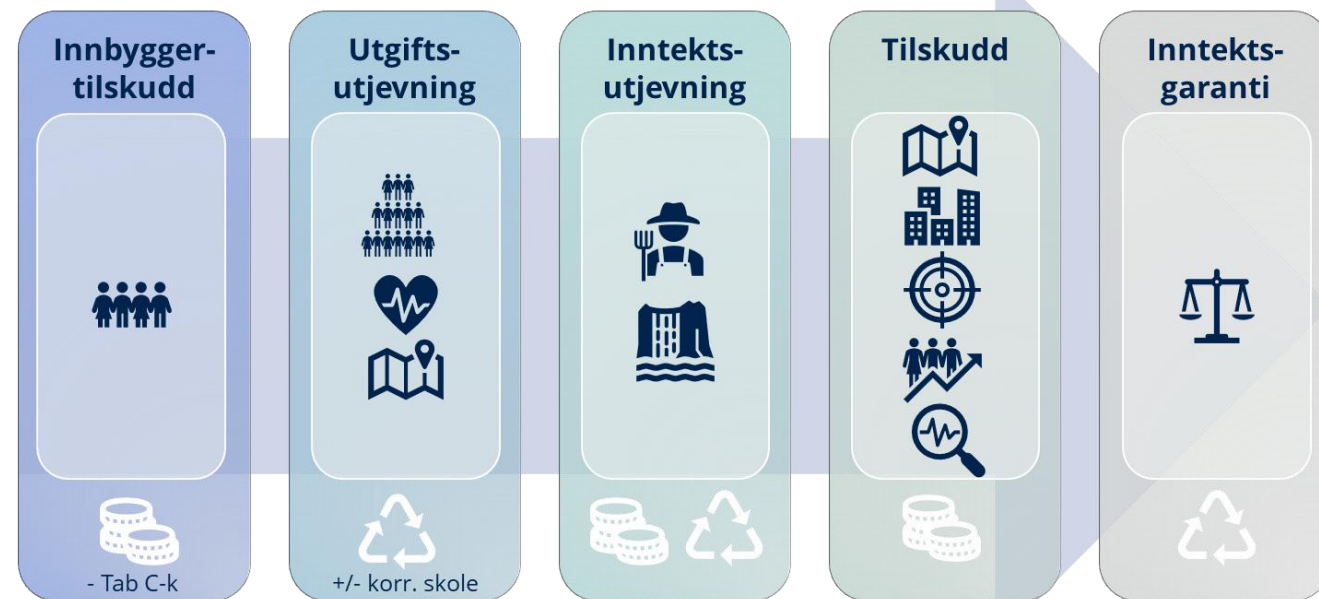 Innbygger-
tilskudd
Utgifts-
utjevning
Inntekts-
utjevning
Tilskudd
Inntekts-
garanti
- Tab C-k
+/- korr. skole